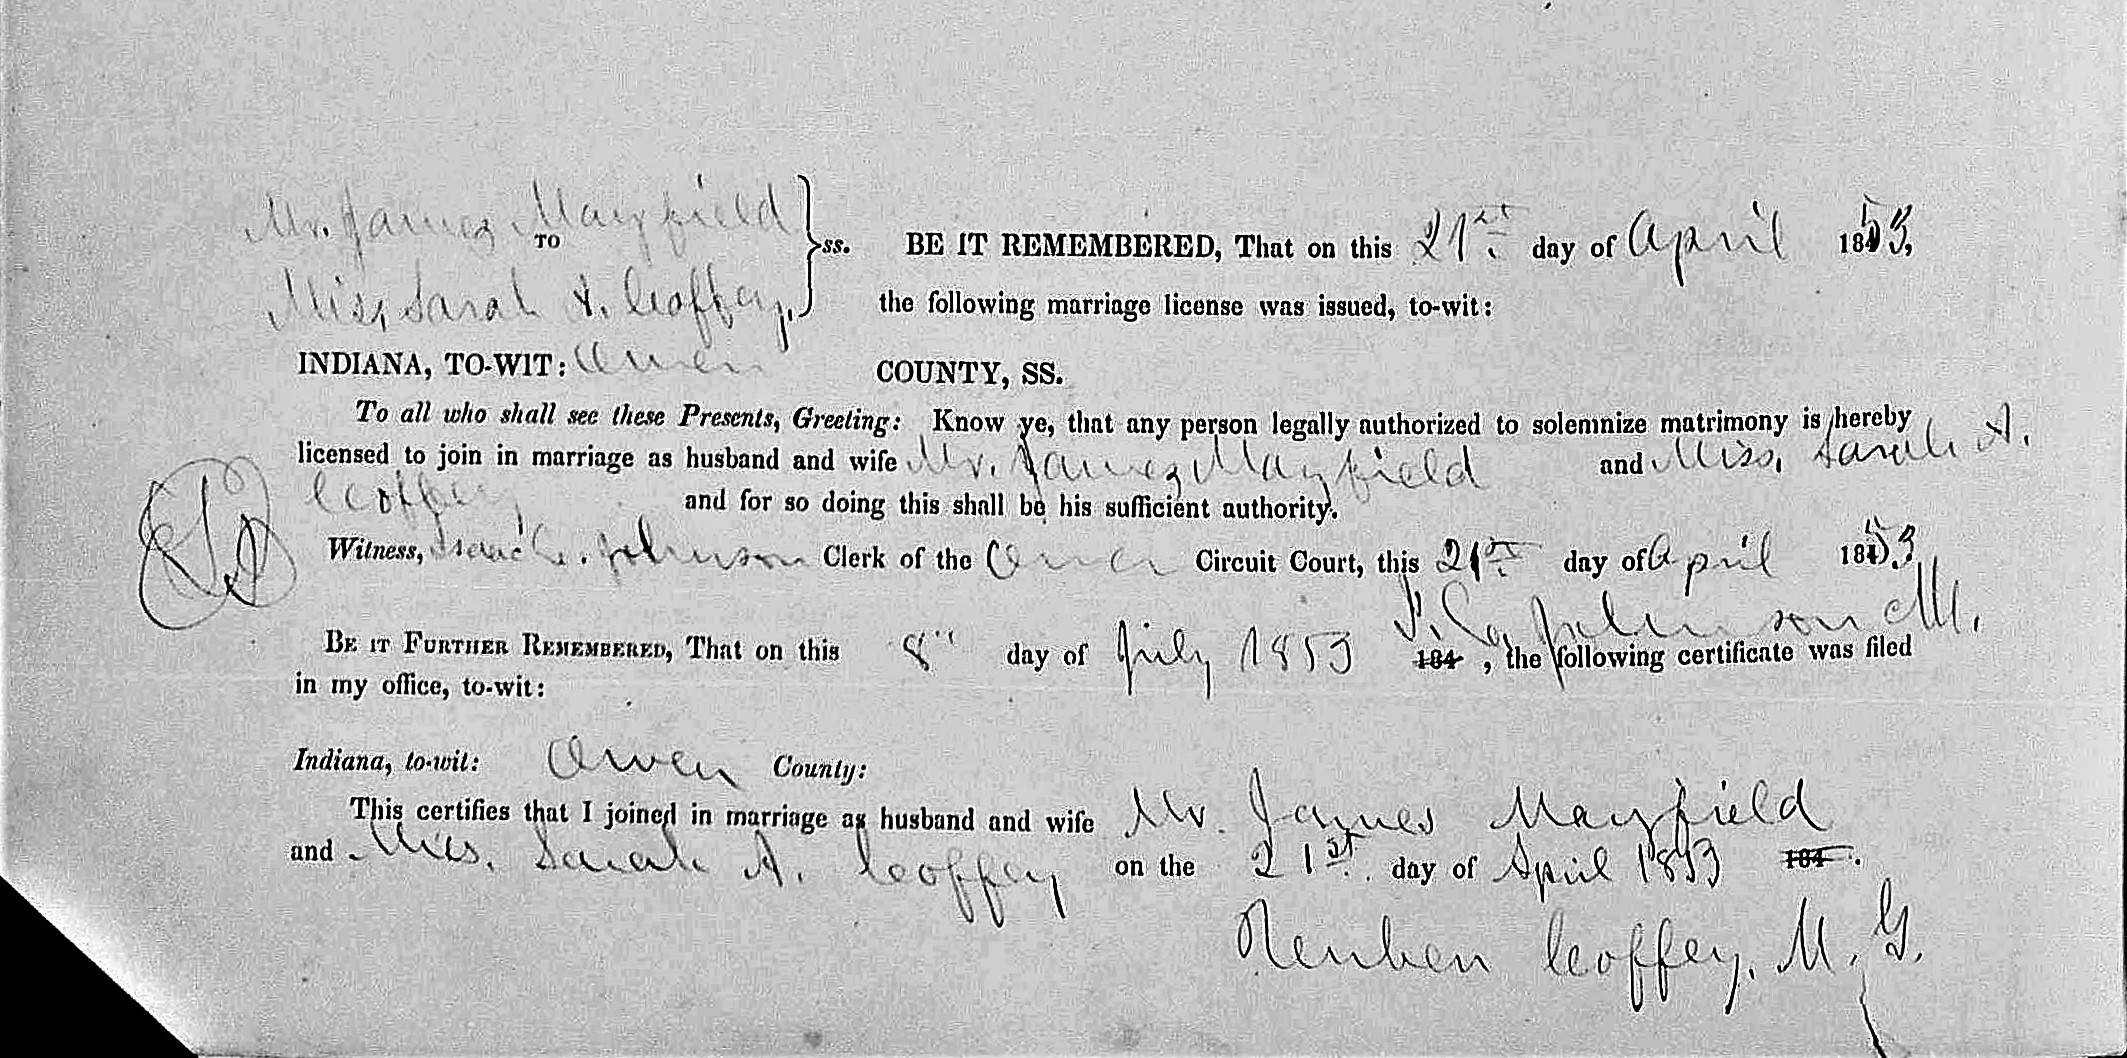 Mr. James Mayfield
TO
Miss, Sarah A. Coffey,
ss. BE IT REMEMBERED, That on this 21st day of April 1853,
the following marriage license was issued, to-wit:
INDIANA, TO-WIT: Owen COUNTY, SS.
To all who shall see these Presents, Greeting: Know ye, that any person legally authorized to solemnize matrimony is hereby
licensed to join in marriage as husband and wife Mr. James Mayfield and Miss, Sarah A.
Coffey and for so doing this shall be his sufficient authority.
Witness, Johnson Clerk of the Owen Circuit Court, this 21st day of April 1853,
Johnson
BE IT FURTHER REMEMBERED, That on this 8" day of July 1853 184 , the following certificate was filed
in my office, to-wit:
Indiana, to-wit: Owen County:
This certifies that I joined in marriage as husband and wife Mr. James Mayfield
and Miss. Sarah A. Coffey on the 21st. day of April 1853 184 .
Reuben Coffey, M. G.